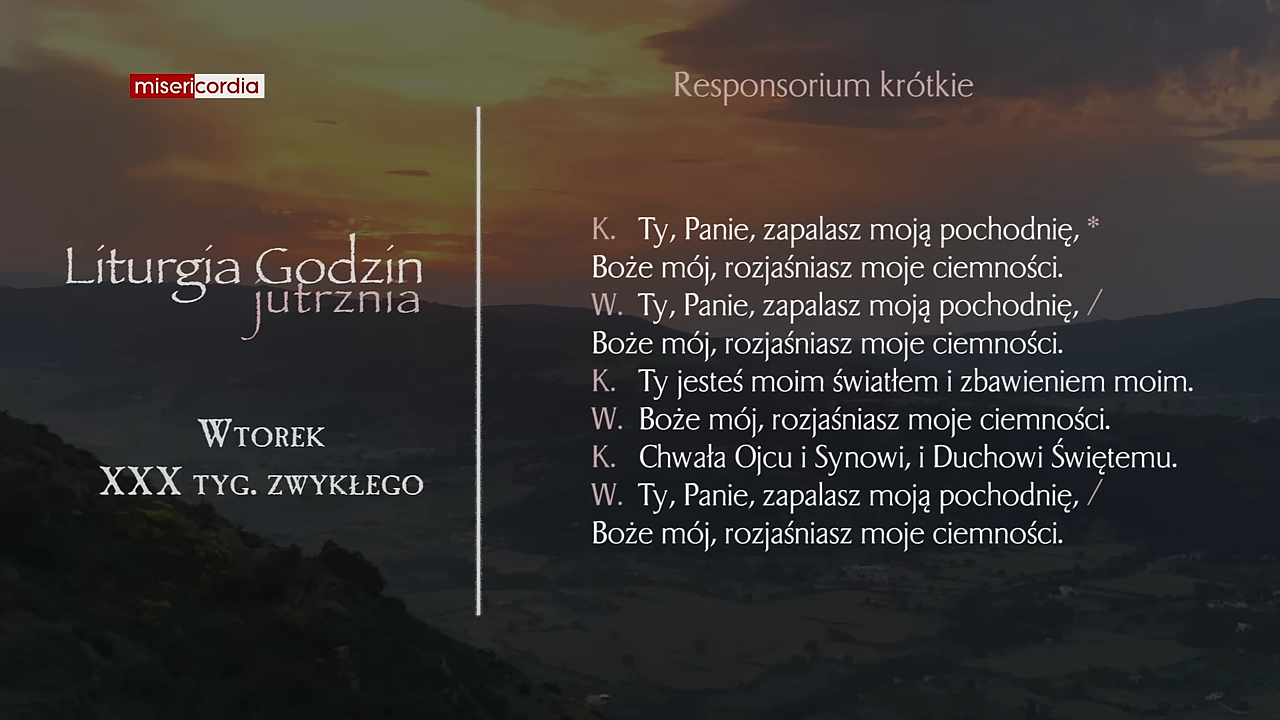 misericordia
Liturgia Godzin
jutrznia
Wtorek
XXX tyg. zwykłego
Responsorium krótkie
K. Ty, Panie, zapalasz moją pochodnię, *
Boże mój, rozjaśniasz moje ciemności.
W. Ty, Panie, zapalasz moją pochodnię, /
Boże mój, rozjaśniasz moje ciemności.
K. Ty jesteś moim światłem i zbawieniem moim.
W. Boże mój, rozjaśniasz moje ciemności.
K. Chwała Ojcu i Synowi, i Duchowi Świętemu.
W. Ty, Panie, zapalasz moją pochodnię, /
Boże mój, rozjaśniasz moje ciemności.